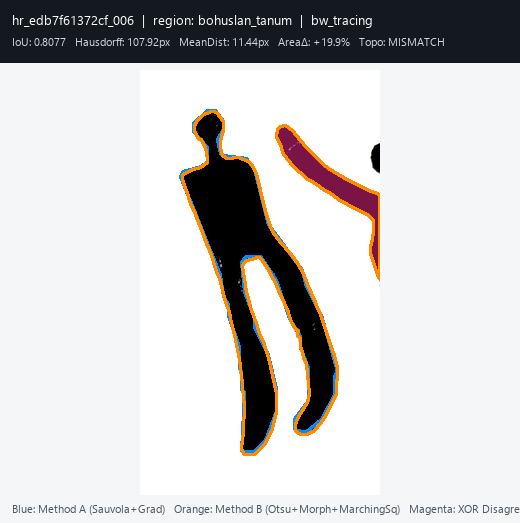 hr_edb7f61372cf_006 | region: bohuslan_tanum | bw_tracing
IoU: 0.8077 Hausdorff: 107.92px MeanDist: 11.44px AreaΔ: +19.9% Topo: MISMATCH
Blue: Method A (Sauvola+Grad) Orange: Method B (Otsu+Morph+MarchingSq) Magenta: XOR Disagre